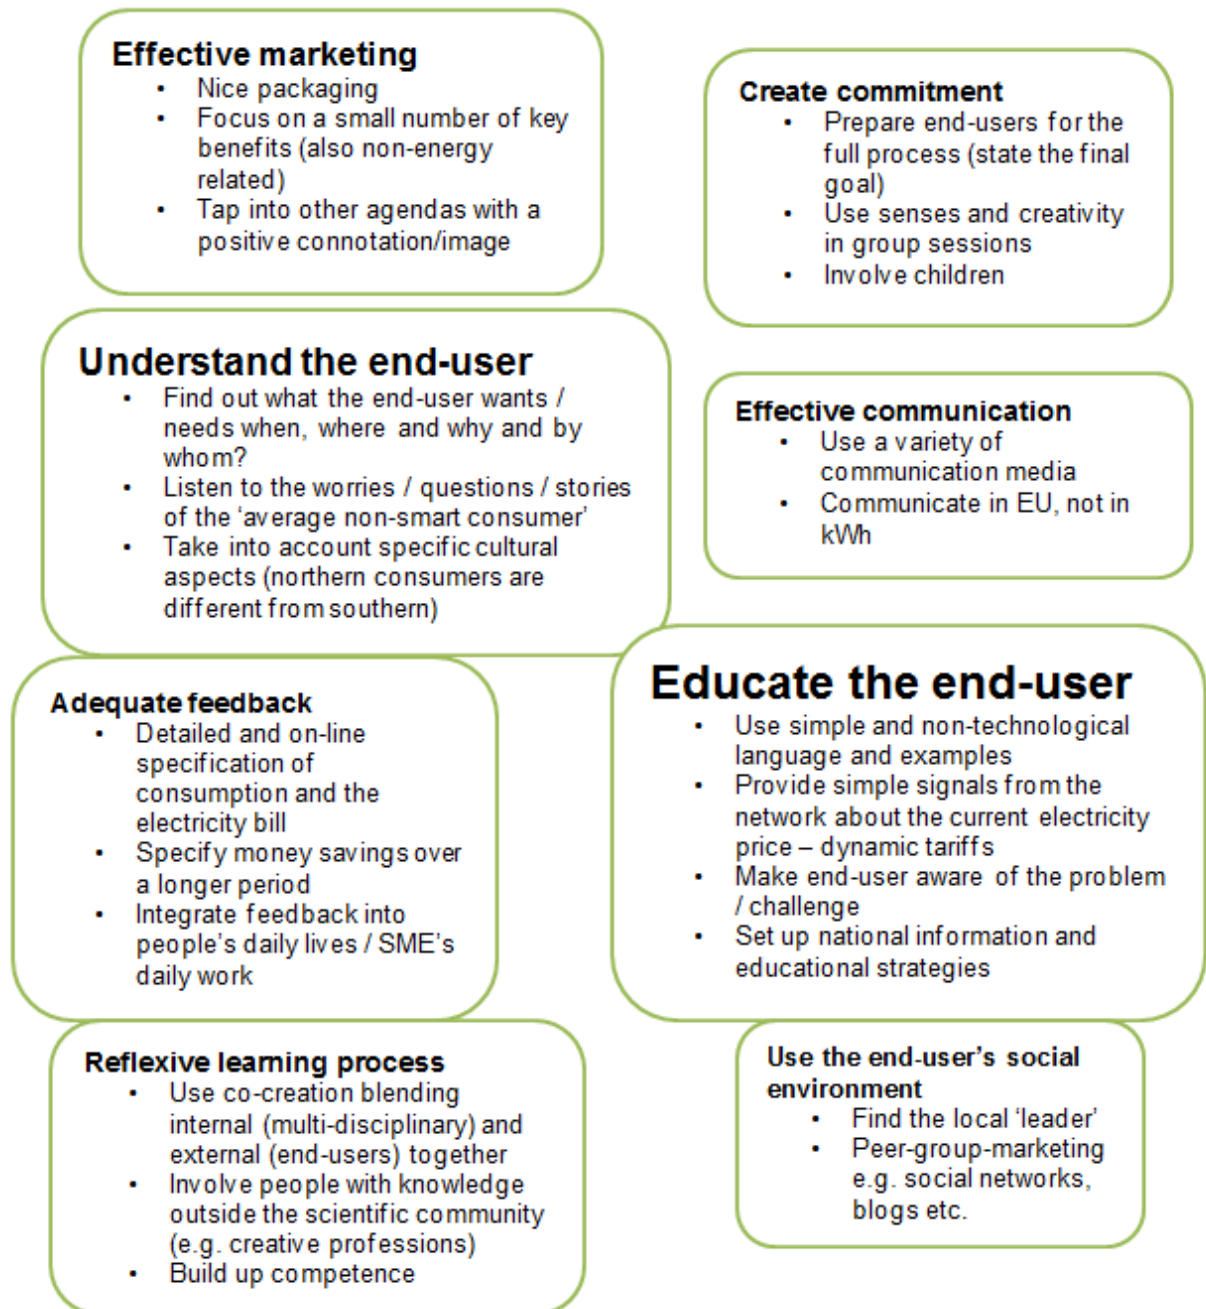 Effective marketing
• Nice packaging
• Focus on a small number of key
benefits (also non-energy
related)
• Tap into other agendas with a
positive connotation/image
Create commitment
• Prepare end-users for the
full process (state the final
goal)
• Use senses and creativity
in group sessions
• Involve children
Understand the end-user
• Find out what the end-user wants /
needs when, where and why and by
whom?
• Listen to the worries / questions / stories
of the ‘average non-smart consumer’
• Take into account specific cultural
aspects (northern consumers are
different from southern)
Effective communication
• Use a variety of
communication media
• Communicate in EU, not in
kWh
Adequate feedback
• Detailed and on-line
specification of
consumption and the
electricity bill
• Specify money savings over
a longer period
• Integrate feedback into
people’s daily lives / SME’s
daily work
Educate the end-user
• Use simple and non-technological
language and examples
• Provide simple signals from the
network about the current electricity
price – dynamic tariffs
• Make end-user aware of the problem
/ challenge
• Set up national information and
educational strategies
Reflexive learning process
• Use co-creation blending
internal (multi-disciplinary) and
external (end-users) together
• Involve people with knowledge
outside the scientific community
(e.g. creative professions)
• Build up competence
Use the end-user’s social
environment
• Find the local ‘leader’
• Peer-group-marketing
e.g. social networks,
blogs etc.